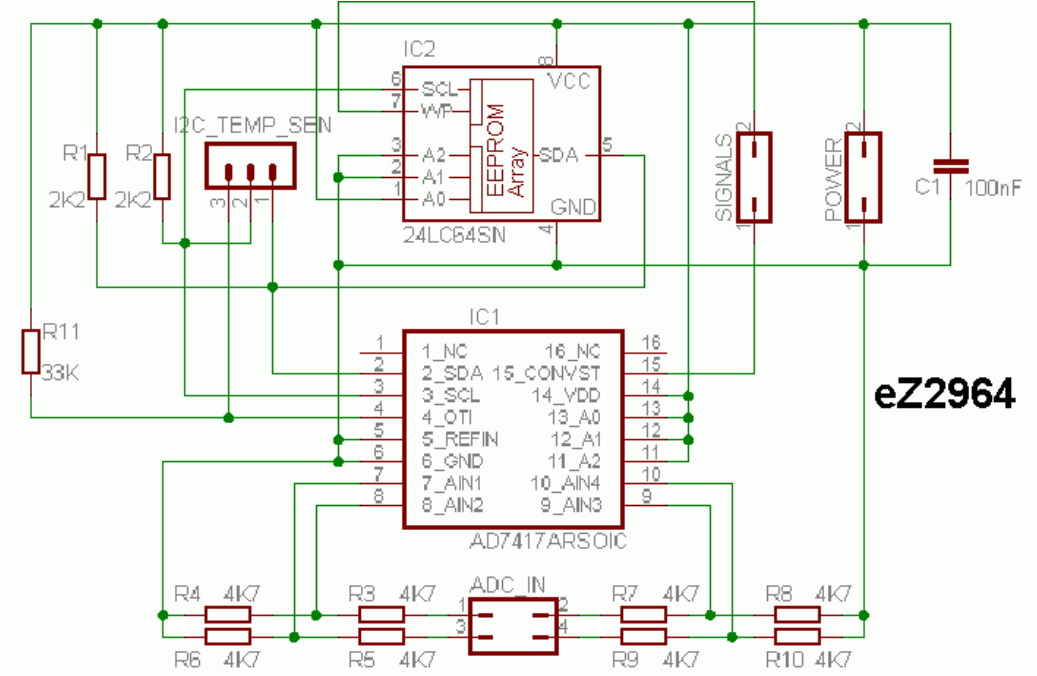 IC2
8
VCC
6
SCL
7
WP
I2C_TEMP_SEN
R1
2K2
R2
2K2
3
2
1
3
A2
2
A1
1
A0
EEPROM
Array
SDA
5
GND
4
24LC64SN
SIGNALS
2
1
POWER
2
1
C1
100nF
R11
33K
IC1
1
1_NC
16_NC
16
2
2_SDA
15_CONVST
15
3
3_SCL
14_VDD
14
4
4_OTI
13_A0
13
5
5_REFIN
12_A1
12
6
6_GND
11_A2
11
7
7_AIN1
10_AIN4
10
8
8_AIN2
9_AIN3
9
AD7417ARSOIC
eZ2964
R4 4K7
R3 4K7
ADC_IN
R7 4K7
R8 4K7
1
2
3
4
R6 4K7
R5 4K7
R9 4K7
R10 4K7